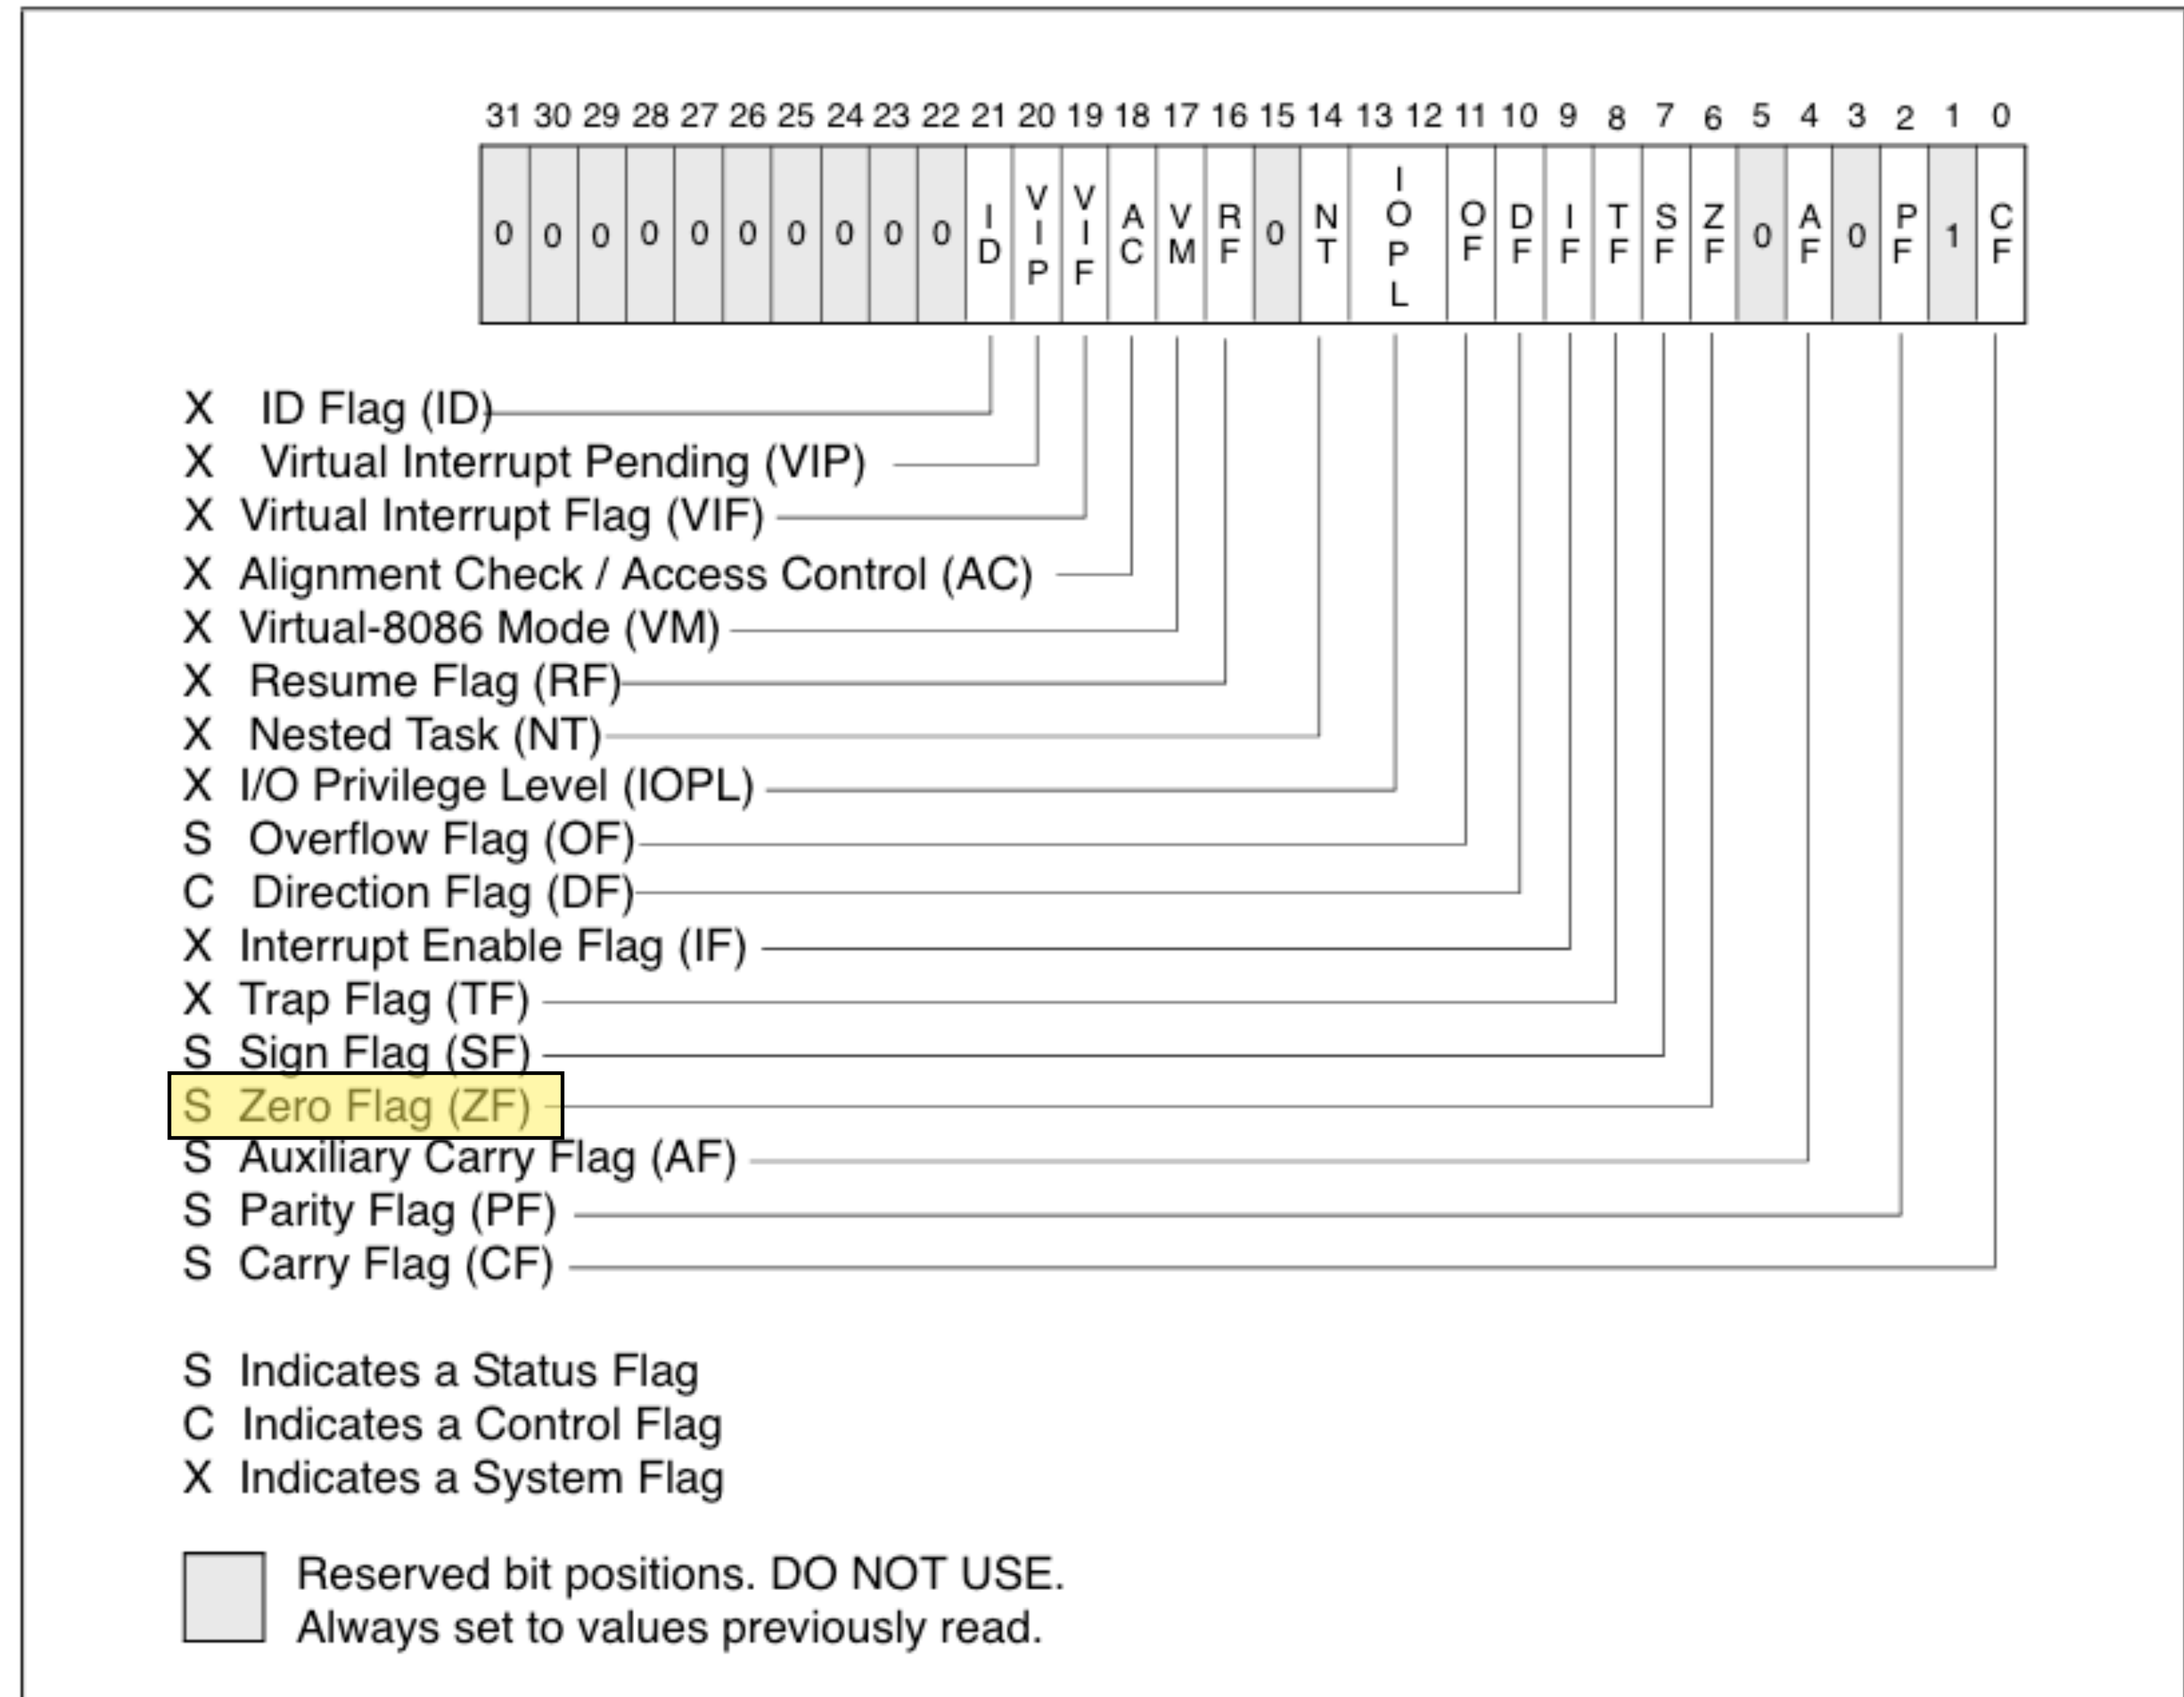 31 30 29 28 27 26 25 24 23 22 21 20 19 18 17 16 15 14 13 12 11 10 9 8 7 6 5 4 3 2 1 0
0 0 0 0 0 0 0 0 0 0 ID VIP VIF AC VM RF 0 NT IOPL OF DF IF TF SF ZF 0 AF 0 PF 1 CF
X ID Flag (ID)
X Virtual Interrupt Pending (VIP)
X Virtual Interrupt Flag (VIF)
X Alignment Check / Access Control (AC)
X Virtual-8086 Mode (VM)
X Resume Flag (RF)
X Nested Task (NT)
X I/O Privilege Level (IOPL)
S Overflow Flag (OF)
C Direction Flag (DF)
X Interrupt Enable Flag (IF)
X Trap Flag (TF)
S Sign Flag (SF)
S Zero Flag (ZF)
S Auxiliary Carry Flag (AF)
S Parity Flag (PF)
S Carry Flag (CF)
S Indicates a Status Flag
C Indicates a Control Flag
X Indicates a System Flag
Reserved bit positions. DO NOT USE.
Always set to values previously read.